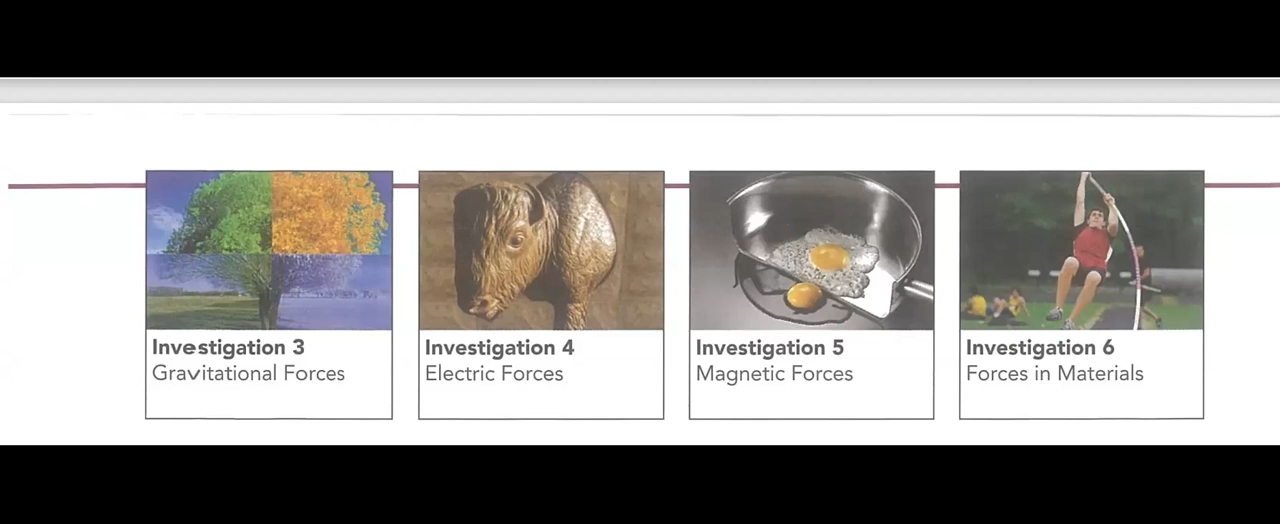 Investigation 3
Gravitational Forces
Investigation 4
Electric Forces
Investigation 5
Magnetic Forces
Investigation 6
Forces in Materials